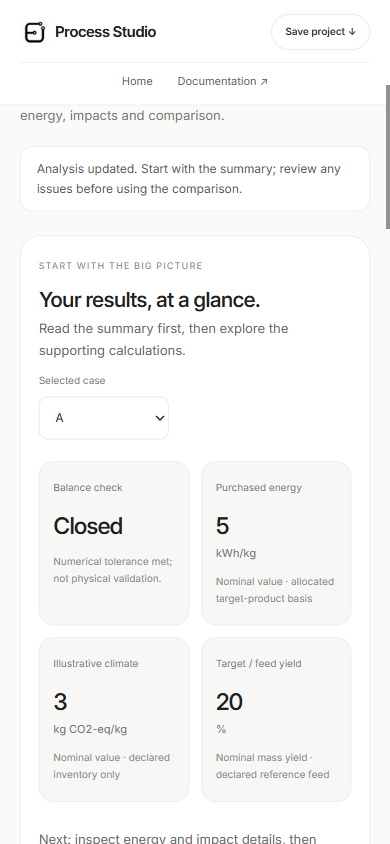 Process Studio
Save project ↓
Home
Documentation ↗
energy, impacts and comparison.
Analysis updated. Start with the summary; review any
issues before using the comparison.
START WITH THE BIG PICTURE
Your results, at a glance.
Read the summary first, then explore the
supporting calculations.
Selected case
A
Balance check
Closed
Numerical tolerance met;
not physical validation.
Purchased energy
5
kWh/kg
Nominal value · allocated
target-product basis
Illustrative climate
3
kg CO2-eq/kg
Nominal value · declared
inventory only
Target / feed yield
20
%
Nominal mass yield ·
declared reference feed
Next: inspect energy and impact details, then